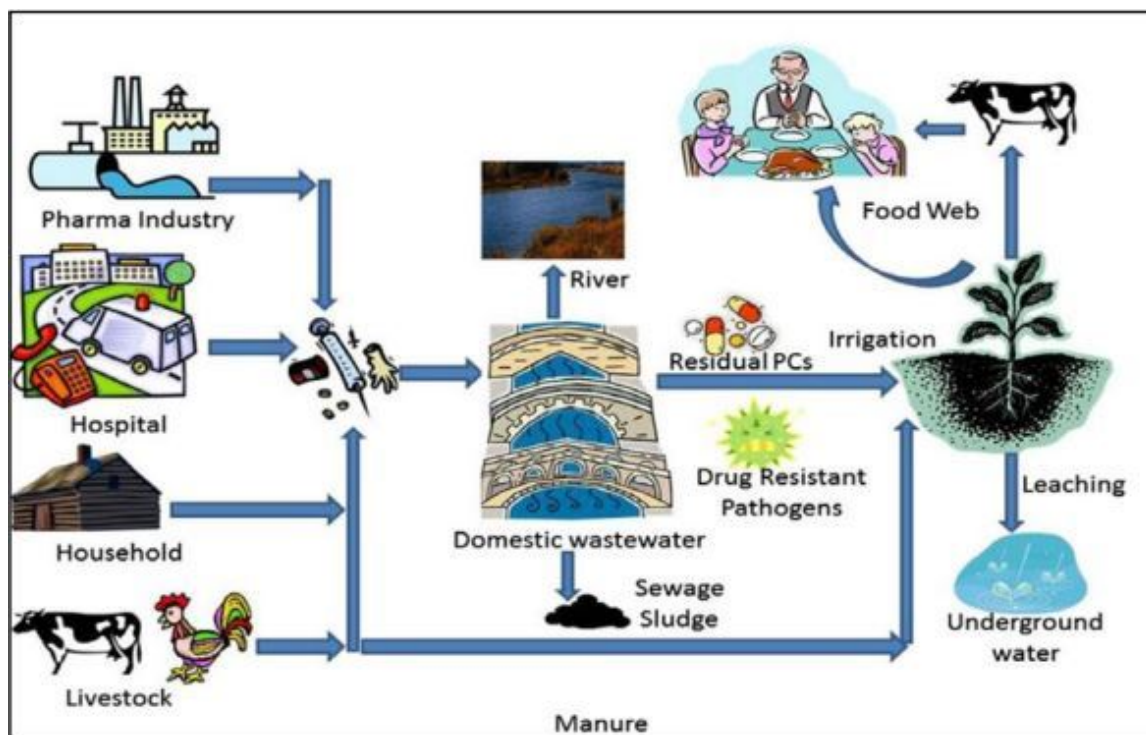 Pharma Industry
Hospital
Household
Livestock
River
Domestic wastewater
Sewage
Sludge
Residual PCs
Drug Resistant
Pathogens
Irrigation
Food Web
Leaching
Underground
water
Manure